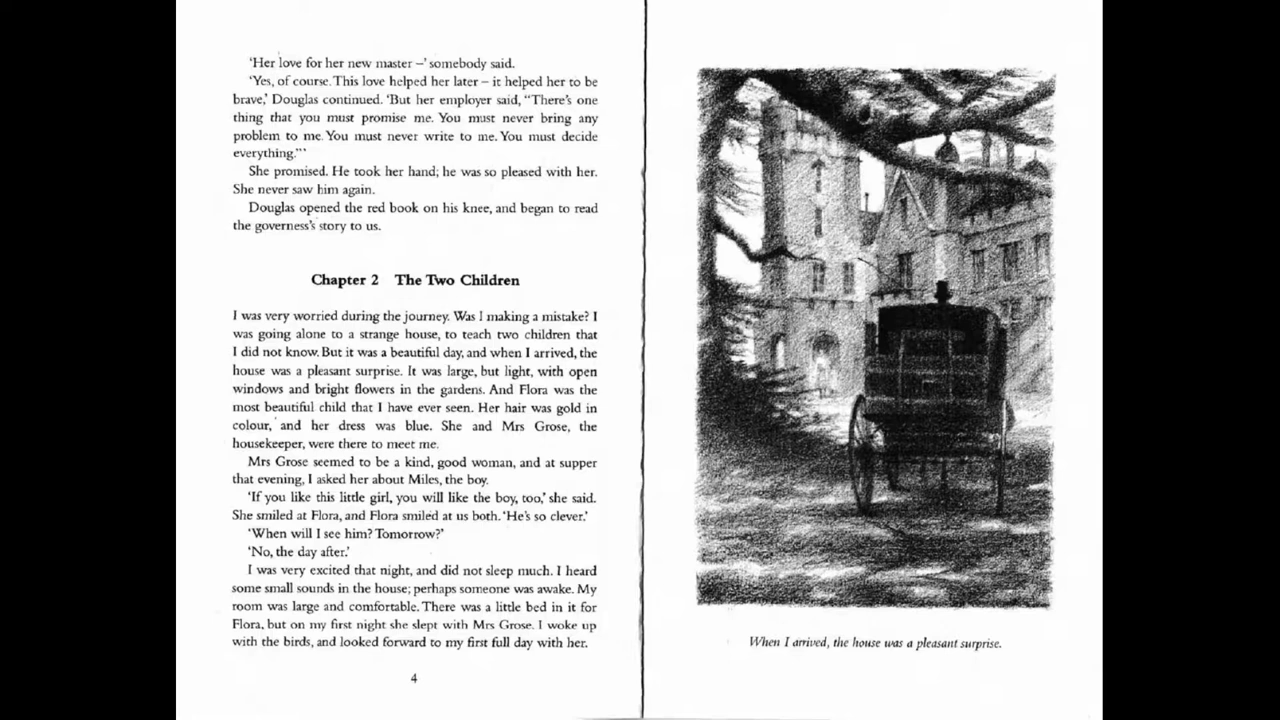 'Her love for her new master –' somebody said.
'Yes, of course. This love helped her later – it helped her to be
brave,' Douglas continued. 'But her employer said, "There's one
thing that you must promise me. You must never bring any
problem to me. You must never write to me. You must decide
everything."'
She promised. He took her hand; he was so pleased with her.
She never saw him again.
Douglas opened the red book on his knee, and began to read
the governess's story to us.
Chapter 2 The Two Children
I was very worried during the journey. Was I making a mistake? I
was going alone to a strange house, to teach two children that
I did not know. But it was a beautiful day, and when I arrived, the
house was a pleasant surprise. It was large, but light, with open
windows and bright flowers in the gardens. And Flora was the
most beautiful child that I have ever seen. Her hair was gold in
colour, and her dress was blue. She and Mrs Grose, the
housekeeper, were there to meet me.
Mrs Grose seemed to be a kind, good woman, and at supper
that evening, I asked her about Miles, the boy.
'If you like this little girl, you will like the boy, too,' she said.
She smiled at Flora, and Flora smiled at us both. 'He's so clever.'
'When will I see him? Tomorrow?'
'No, the day after.'
I was very excited that night, and did not sleep much. I heard
some small sounds in the house; perhaps someone was awake. My
room was large and comfortable. There was a little bed in it for
Flora, but on my first night she slept with Mrs Grose. I woke up
with the birds, and looked forward to my first full day with her.
4
When I arrived, the house was a pleasant surprise.